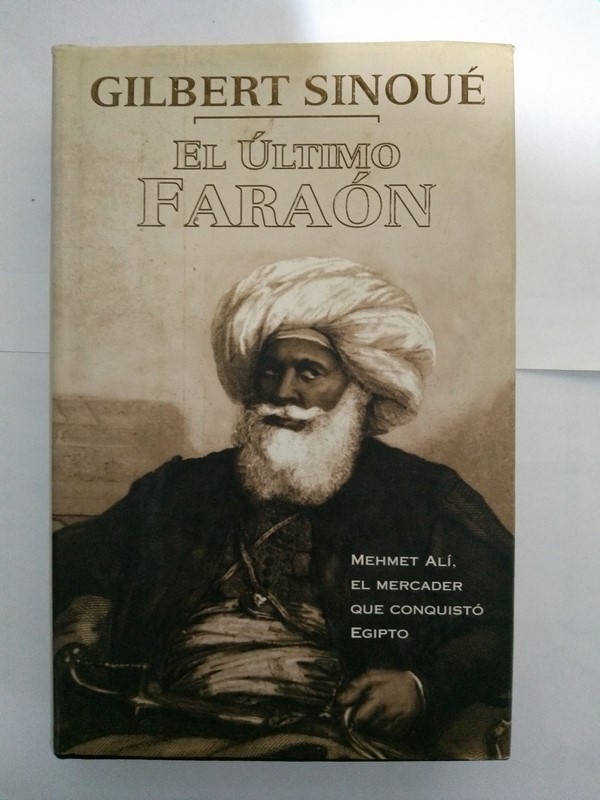 GILBERT SINOUÉ
EL ÚLTIMO
FARAÓN
MEHMET ALÍ,
EL MERCADER
QUE CONQUISTÓ
EGIPTO